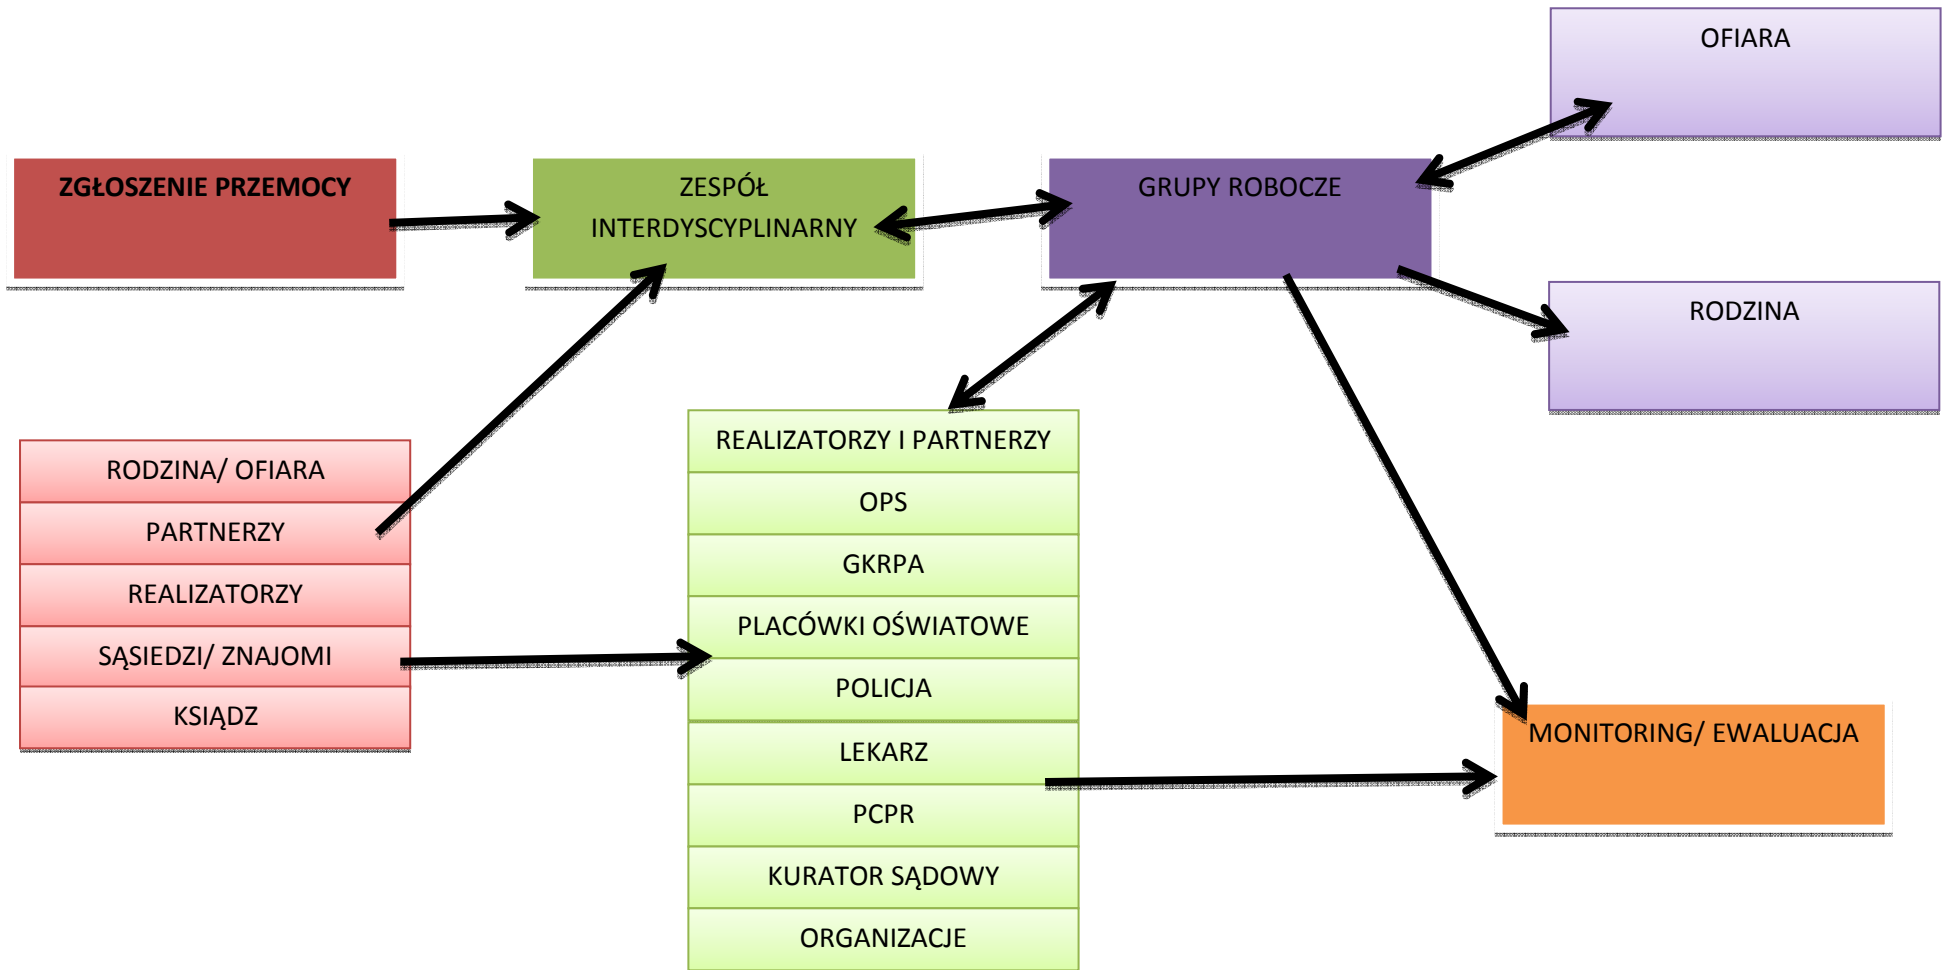 OFIARA
ZGŁOSZENIE PRZEMOCY
ZESPÓŁ
INTERDYSCYPLINARNY
GRUPY ROBOCZE
RODZINA
RODZINA/ OFIARA
PARTNERZY
REALIZATORZY
SĄSIEDZI/ ZNAJOMI
KSIĄDZ
REALIZATORZY I PARTNERZY
OPS
GKRPA
PLACÓWKI OŚWIATOWE
POLICJA
LEKARZ
PCPR
KURATOR SĄDOWY
ORGANIZACJE
MONITORING/ EWALUACJA